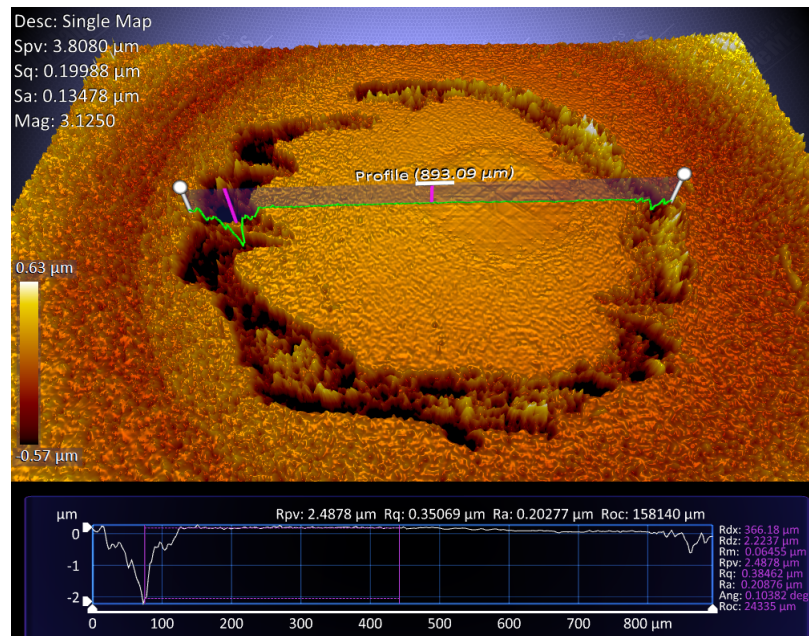 Desc: Single Map
Spv: 3.8080 µm
Sq: 0.19988 µm
Sa: 0.13478 µm
Mag: 3.1250
Profile (893.09 µm)
0.63 µm
-0.57 µm
µm
Rpv: 2.4878 µm Rq: 0.35069 µm Ra: 0.20277 µm Roc: 158140 µm
0
-1
-2
0 100 200 300 400 500 600 700 800 µm
Rdx: 366.18 µm
Rdz: 2.2237 µm
Rm: 0.06455 µm
Rpv: 2.4878 µm
Rq: 0.38462 µm
Ra: 0.20876 µm
Ang: 0.10382 deg
Roc: 24335 µm